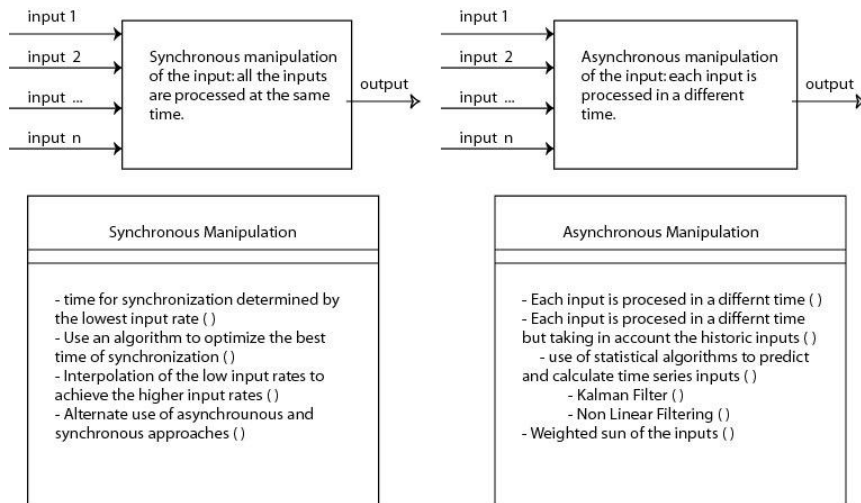 input 1
input 2
input ...
input n
Synchronous manipulation
of the input: all the inputs
are processed at the same
time.
output
input 1
input 2
input ...
input n
Asynchronous manipulation
of the input: each input is
processed in a different
time.
output
Synchronous Manipulation
- time for synchronization determined by
the lowest input rate ( )
- Use an algorithm to optimize the best
time of synchronization ( )
- Interpolation of the low input rates to
achieve the higher input rates ( )
- Alternate use of asynchrounous and
synchronous approaches ( )
Asynchronous Manipulation
- Each input is procesed in a differnt time ( )
- Each input is procesed in a differnt time
but taking in account the historic inputs ( )
- use of statistical algorithms to predict
and calculate time series inputs ( )
- Kalman Filter ( )
- Non Linear Filtering ( )
- Weighted sun of the inputs ( )